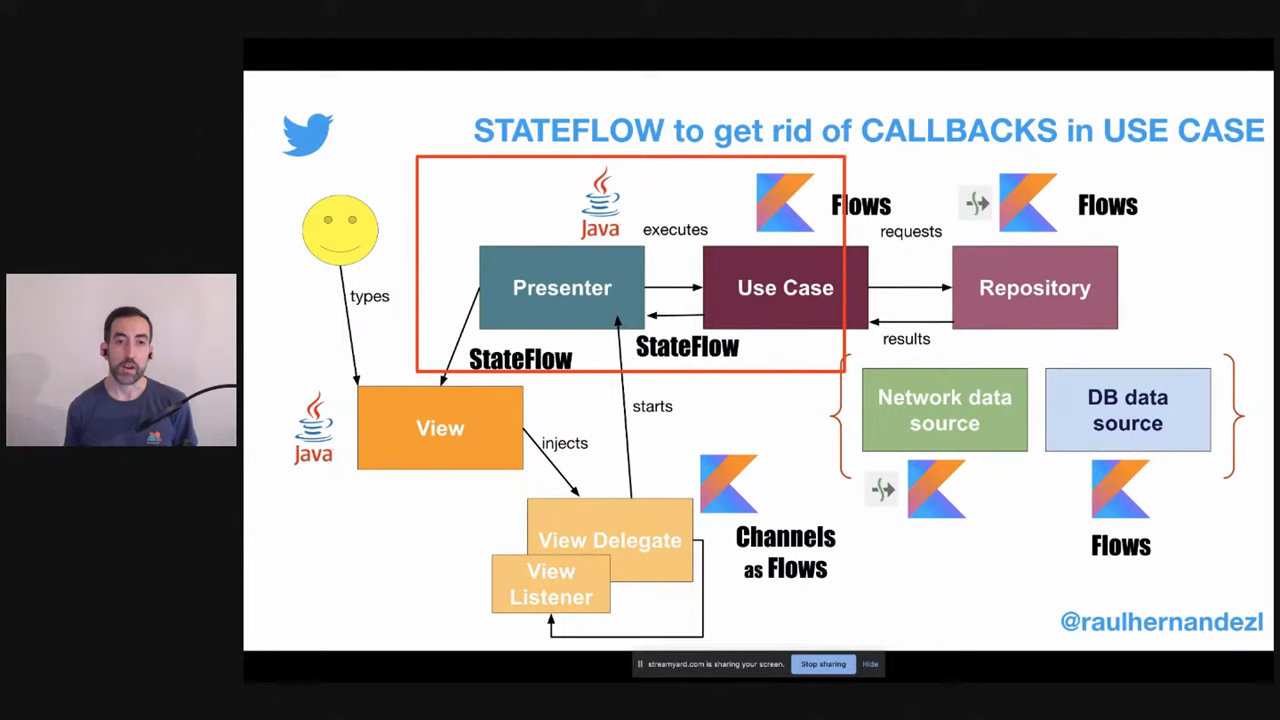 STATEFLOW to get rid of CALLBACKS in USE CASE
Java
Flows
Flows
executes
requests
Presenter
Use Case
Repository
types
results
StateFlow
StateFlow
Java
View
starts
injects
Network data
source
DB data
source
View Delegate
View
Listener
Channels
as Flows
Flows
@raulhernandezl
streamyard.com is sharing your screen.
Stop sharing
Hide